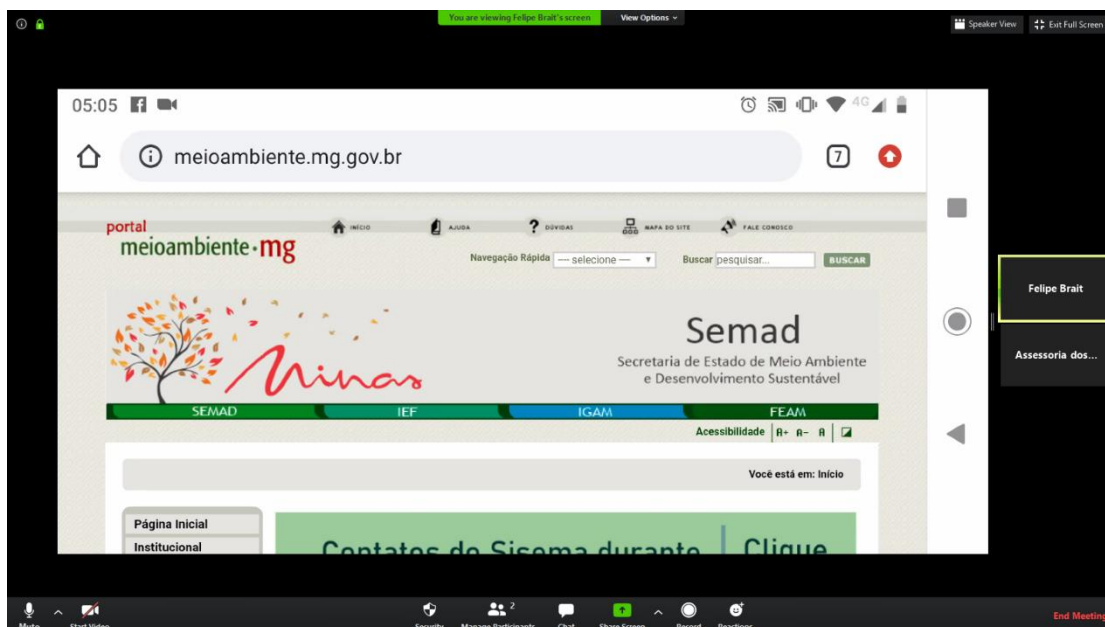 You are viewing Felipe Brait's screen View Options
Speaker View Exit Full Screen
05:05 4G
meioambiente.mg.gov.br 7
portal
meioambiente·mg
INÍCIO AJUDA DÚVIDAS MAPA DO SITE FALE CONOSCO
Navegação Rápida --- selecione --- Buscar pesquisar... BUSCAR
Minas
Semad
Secretaria de Estado de Meio Ambiente
e Desenvolvimento Sustentável
SEMAD IEF IGAM FEAM
Acessibilidade A+ A- A
Você está em: Início
Página Inicial
Institucional
Contatos do Sisema durante Clique
Felipe Brait
Assessoria dos...
Mute Start Video Security Manage Participants 2 Chat Share Screen Record Reactions End Meeting